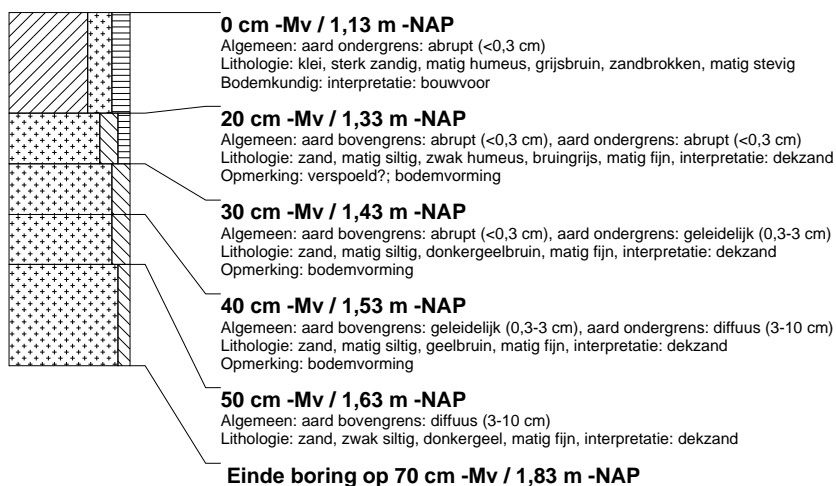 0 cm -Mv / 1,13 m -NAP
Algemeen: aard ondergrens: abrupt (<0,3 cm)
Lithologie: klei, sterk zandig, matig humeus, grijsbruin, zandbrokken, matig stevig
Bodemkundig: interpretatie: bouwvoor
20 cm -Mv / 1,33 m -NAP
Algemeen: aard bovengrens: abrupt (<0,3 cm), aard ondergrens: abrupt (<0,3 cm)
Lithologie: zand, matig siltig, zwak humeus, bruingrijs, matig fijn, interpretatie: dekzand
Opmerking: verspoeld?; bodemvorming
30 cm -Mv / 1,43 m -NAP
Algemeen: aard bovengrens: abrupt (<0,3 cm), aard ondergrens: geleidelijk (0,3-3 cm)
Lithologie: zand, matig siltig, donkergeelbruin, matig fijn, interpretatie: dekzand
Opmerking: bodemvorming
40 cm -Mv / 1,53 m -NAP
Algemeen: aard bovengrens: geleidelijk (0,3-3 cm), aard ondergrens: diffuus (3-10 cm)
Lithologie: zand, matig siltig, geelbruin, matig fijn, interpretatie: dekzand
Opmerking: bodemvorming
50 cm -Mv / 1,63 m -NAP
Algemeen: aard bovengrens: diffuus (3-10 cm)
Lithologie: zand, zwak siltig, donkergeel, matig fijn, interpretatie: dekzand
Einde boring op 70 cm -Mv / 1,83 m -NAP